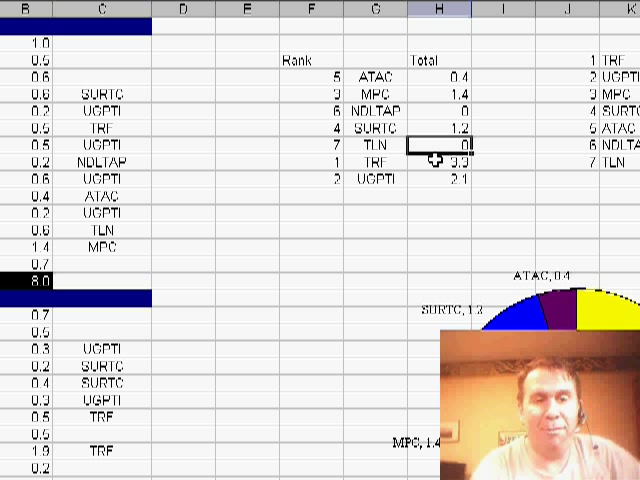 B C D E F G H I J K
1.0
0.5 Rank Total 1 TRF
0.6 5 ATAC 0.4 2 UGPTI
0.6 SURTC 3 MPC 1.4 3 MPC
0.2 UGPTI 6 NDLTAP 0 4 SURTC
0.5 TRF 4 SURTC 1.2 5 ATAC
0.5 UGPTI 7 TLN 0 6 NDLTA
0.2 NDLTAP 1 TRF 3.3 7 TLN
0.6 UGPTI 2 UGPTI 2.1
0.4 ATAC
0.2 UGPTI
0.6 TLN
1.4 MPC
0.7
8.0 ATAC, 0.4
0.7 SURTC, 1.2
0.5
0.3 UGPTI
0.2 SURTC
0.4 SURTC
0.3 UGPTI
0.5 TRF
0.5 MPC, 1.4
1.9 TRF
0.2